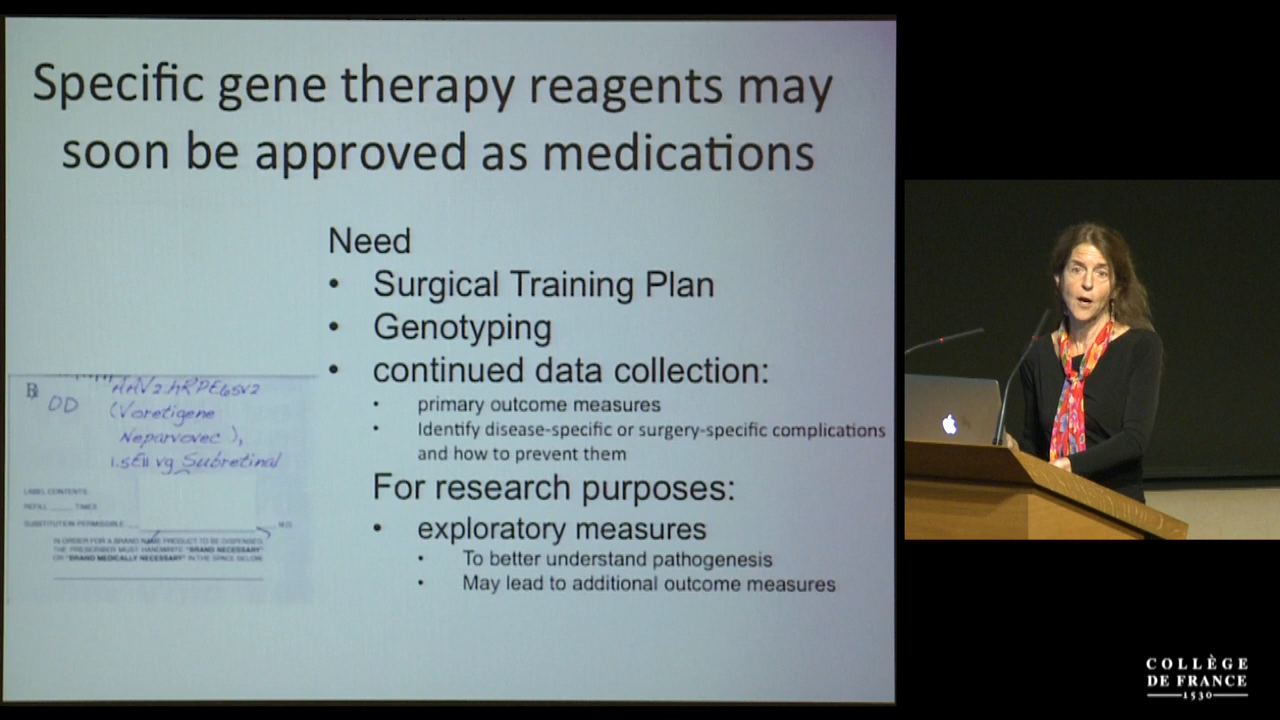 Specific gene therapy reagents may
soon be approved as medications
Need
• Surgical Training Plan
• Genotyping
• continued data collection:
• primary outcome measures
• Identify disease-specific or surgery-specific complications
and how to prevent them
For research purposes:
• exploratory measures
• To better understand pathogenesis
• May lead to additional outcome measures
OD
AAV2.hRPE65v2
(Voretigene
Neparvovec),
1.5E11 vg Subretinal
LABEL CONTENTS
REFILL ____ TIMES
SUBSTITUTION PERMISSIBLE
M.D.
IN ORDER FOR A BRAND NAME PRODUCT TO BE DISPENSED,
THE PRESCRIBER MUST HANDWRITE "BRAND NECESSARY"
OR "BRAND MEDICALLY NECESSARY" IN THE SPACE BELOW.
COLLÈGE
DE FRANCE
1530